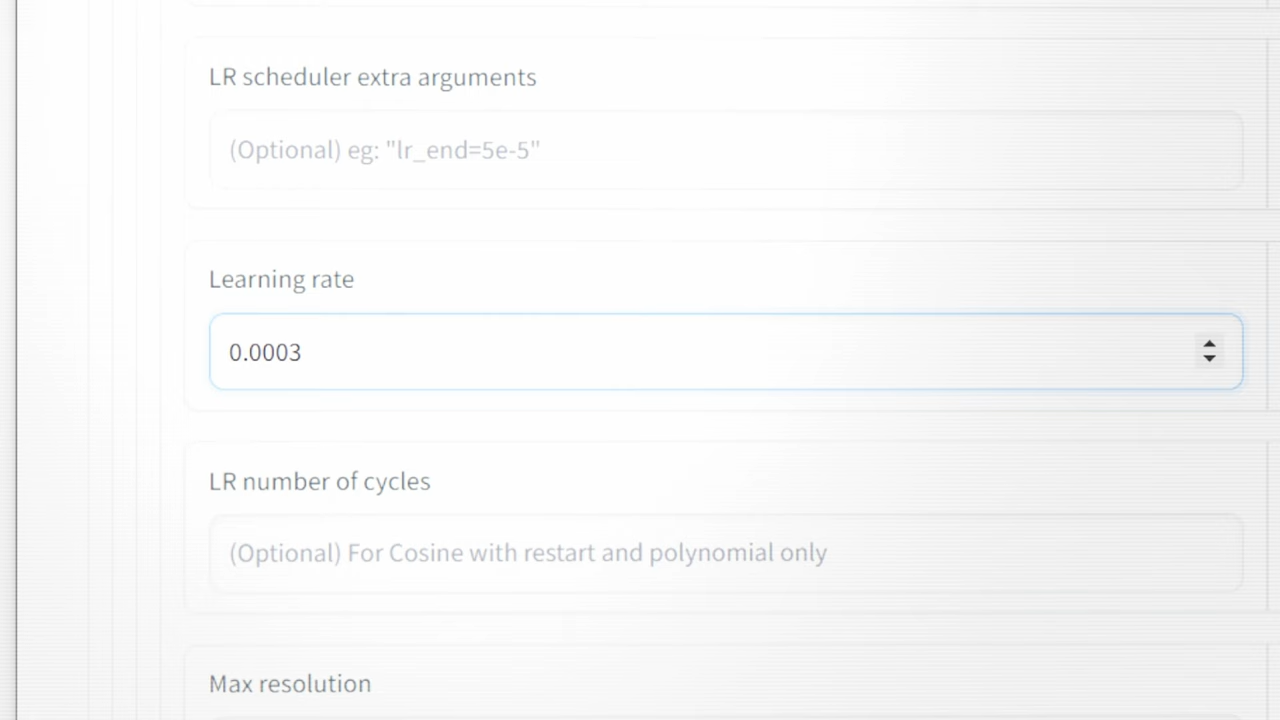 LR scheduler extra arguments
(Optional) eg: "lr_end=5e-5"
Learning rate
0.0003
LR number of cycles
(Optional) For Cosine with restart and polynomial only
Max resolution